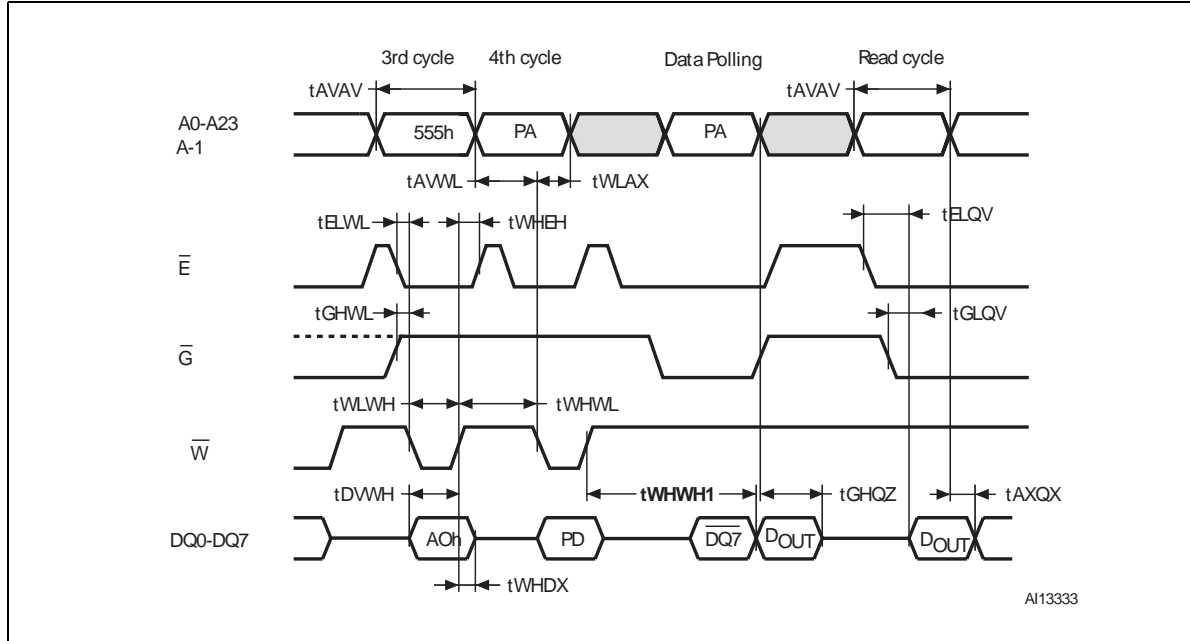 3rd cycle 4th cycle Data Polling Read cycle
tAVAV tAVAV
A0-A23 555h PA PA
A-1
tAVWL tWLAX
tELWL tWHEH tELQV
E
tGHWL tGLQV
G
tWLWH tWHWL
W
tDVWH tWHWH1 tGHQZ tAXQX
DQ0-DQ7 AOh PD DQ7 DOUT DOUT
tWHDX
AI13333